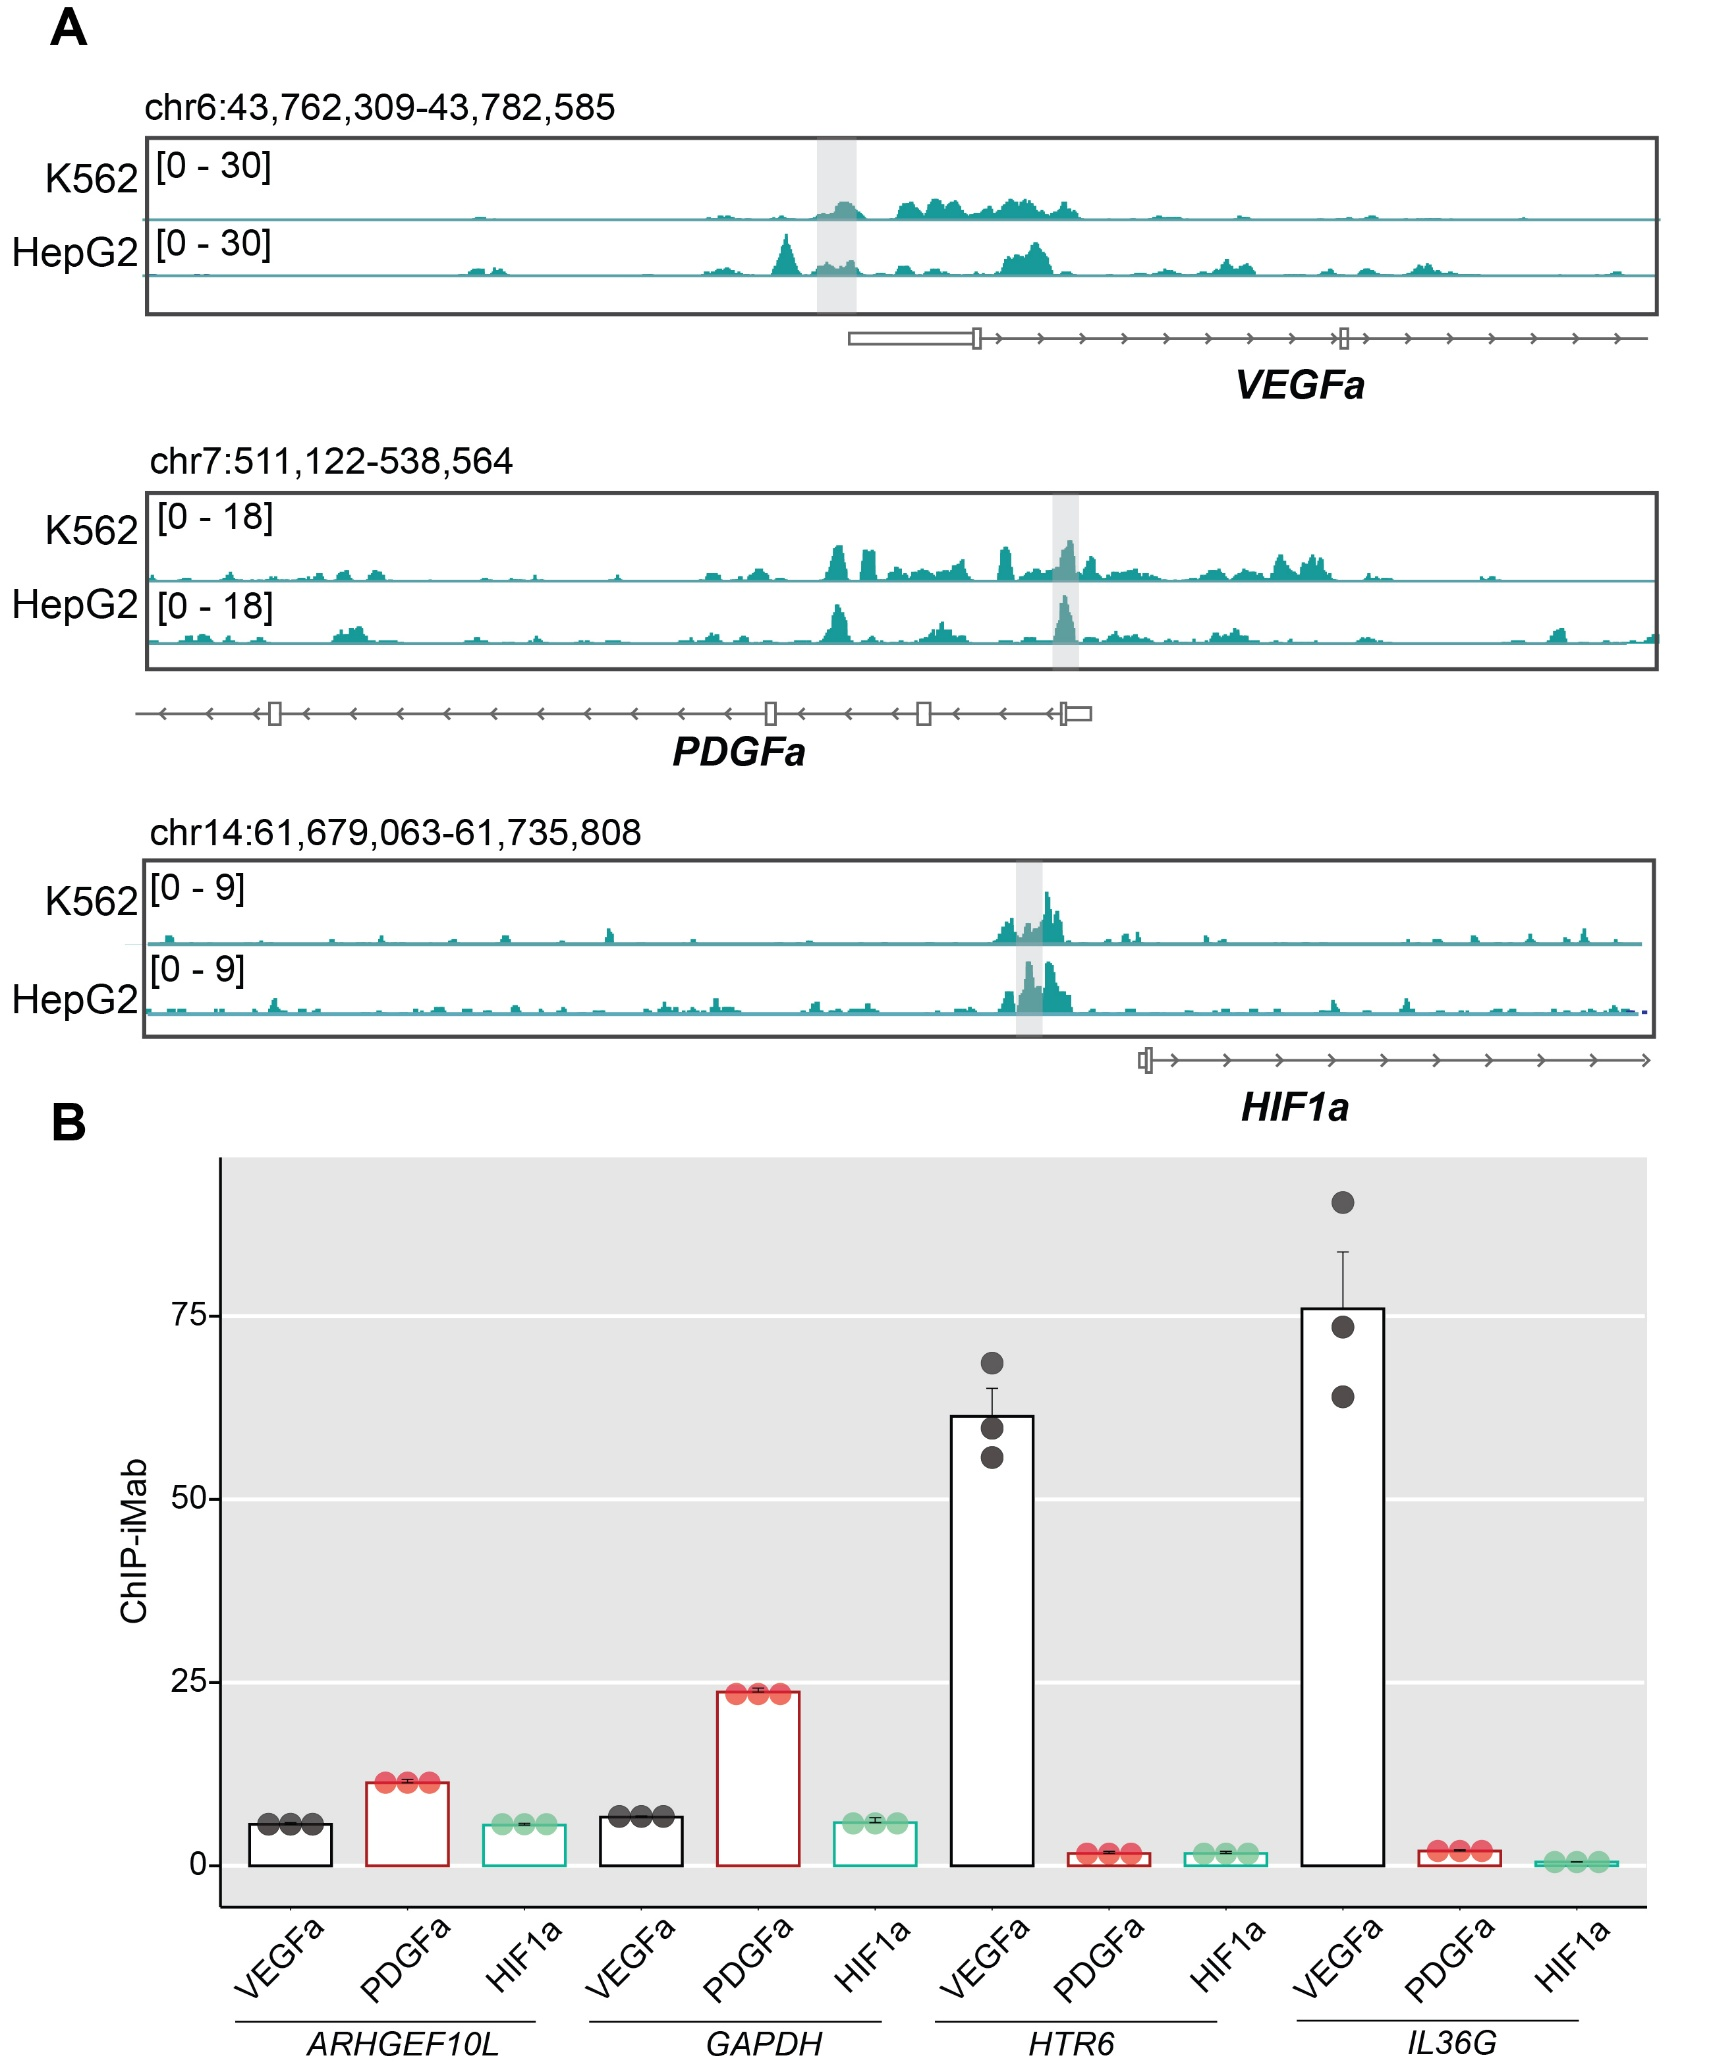 A
chr6:43,762,309-43,782,585
K562 [0 - 30]
HepG2 [0 - 30]
VEGFa
chr7:511,122-538,564
K562 [0 - 18]
HepG2 [0 - 18]
PDGFa
chr14:61,679,063-61,735,808
K562 [0 - 9]
HepG2 [0 - 9]
HIF1a
B
ChIP-iMab
75
50
25
0
VEGFa PDGFa HIF1a VEGFa PDGFa HIF1a VEGFa PDGFa HIF1a VEGFa PDGFa HIF1a
ARHGEF10L GAPDH HTR6 IL36G